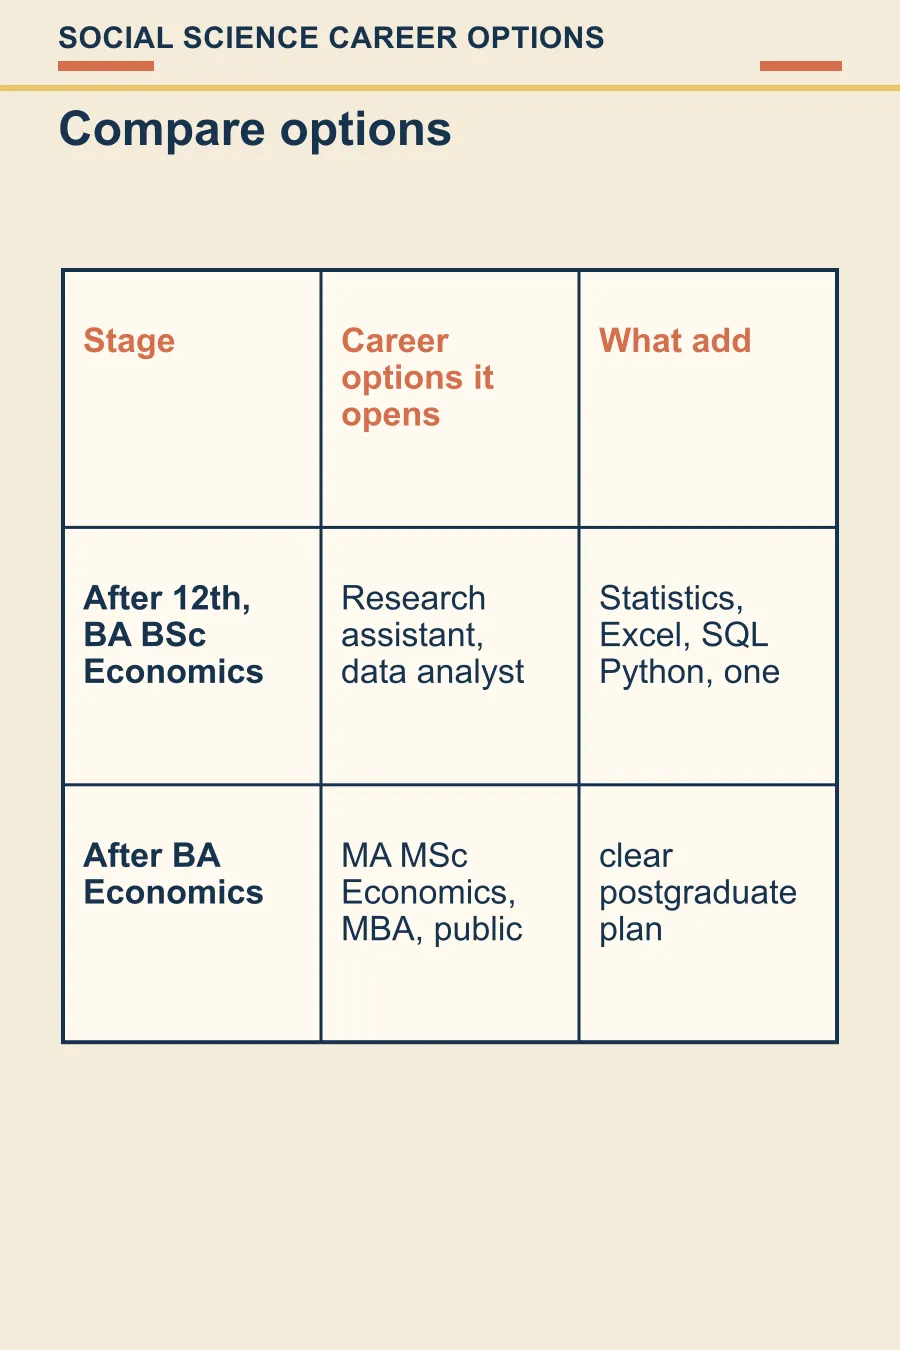 SOCIAL SCIENCE CAREER OPTIONS
Compare options
Stage
Career
options it
opens
What add
After 12th,
BA BSc
Economics
Research
assistant,
data analyst
Statistics,
Excel, SQL
Python, one
After BA
Economics
MA MSc
Economics,
MBA, public
clear
postgraduate
plan